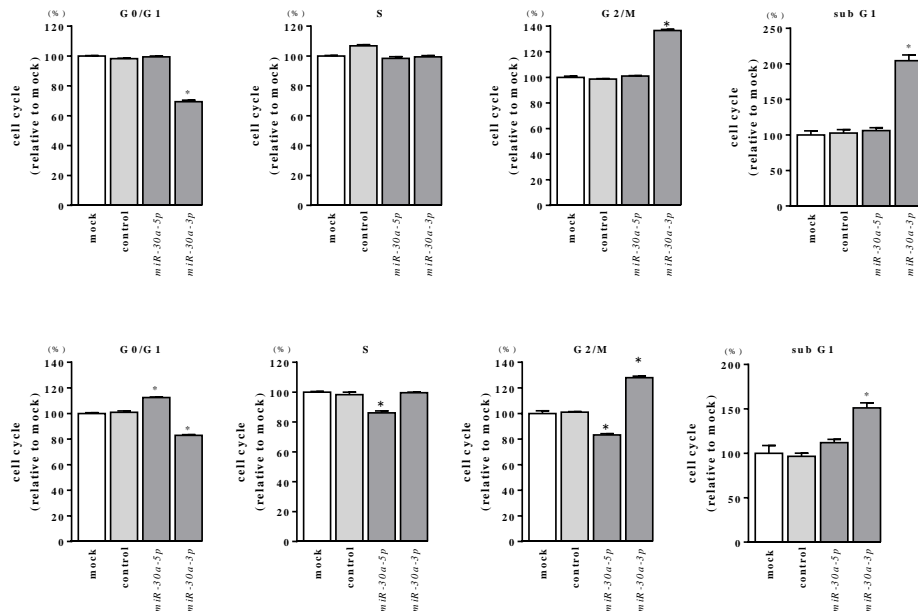 (%) G0/G1
cell cycle
(relative to mock)
120
100
80
60
40
20
0
mock
control
miR-30a-5p
miR-30a-3p
*
(%) S
cell cycle
(relative to mock)
120
100
80
60
40
20
0
mock
control
miR-30a-5p
miR-30a-3p
(%) G2/M
cell cycle
(relative to mock)
140
120
100
80
60
40
20
0
mock
control
miR-30a-5p
miR-30a-3p
*
(%) sub G1
cell cycle
(relative to mock)
250
200
150
100
50
0
mock
control
miR-30a-5p
miR-30a-3p
*
(%) G0/G1
cell cycle
(relative to mock)
140
120
100
80
60
40
20
0
mock
control
miR-30a-5p
miR-30a-3p
* *
(%) S
cell cycle
(relative to mock)
120
100
80
60
40
20
0
mock
control
miR-30a-5p
miR-30a-3p
*
(%) G2/M
cell cycle
(relative to mock)
140
120
100
80
60
40
20
0
mock
control
miR-30a-5p
miR-30a-3p
* *
(%) sub G1
cell cycle
(relative to mock)
200
150
100
50
0
mock
control
miR-30a-5p
miR-30a-3p
*